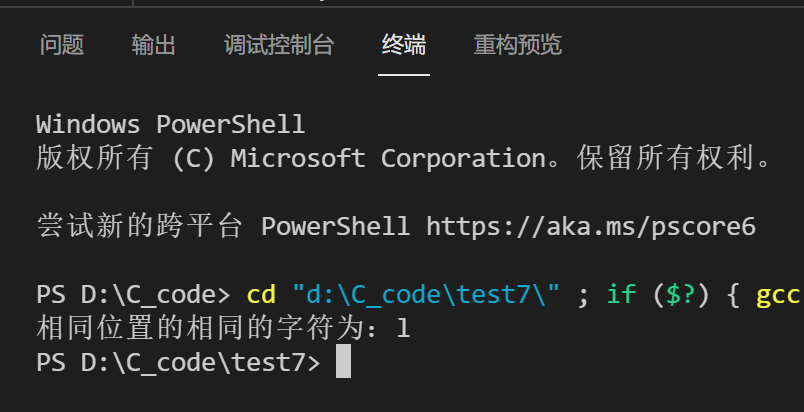 问题 输出 调试控制台 终端 重构预览
Windows PowerShell
版权所有 (C) Microsoft Corporation。保留所有权利。
尝试新的跨平台 PowerShell https://aka.ms/pscore6
PS D:\C_code> cd "d:\C_code\test7\" ; if ($?) { gcc
相同位置的相同的字符为：l
PS D:\C_code\test7>